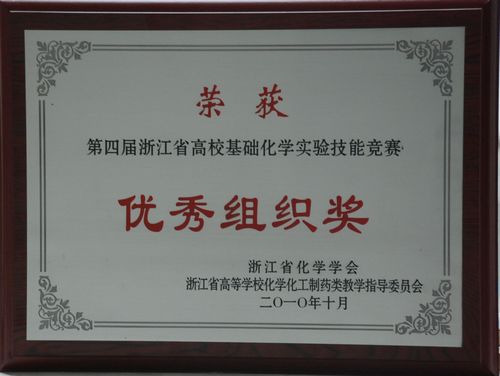 荣获
第四届浙江省高校基础化学实验技能竞赛
优秀组织奖
浙江省化学学会
浙江省高等学校化学化工制药类教学指导委员会
二〇一〇年十月